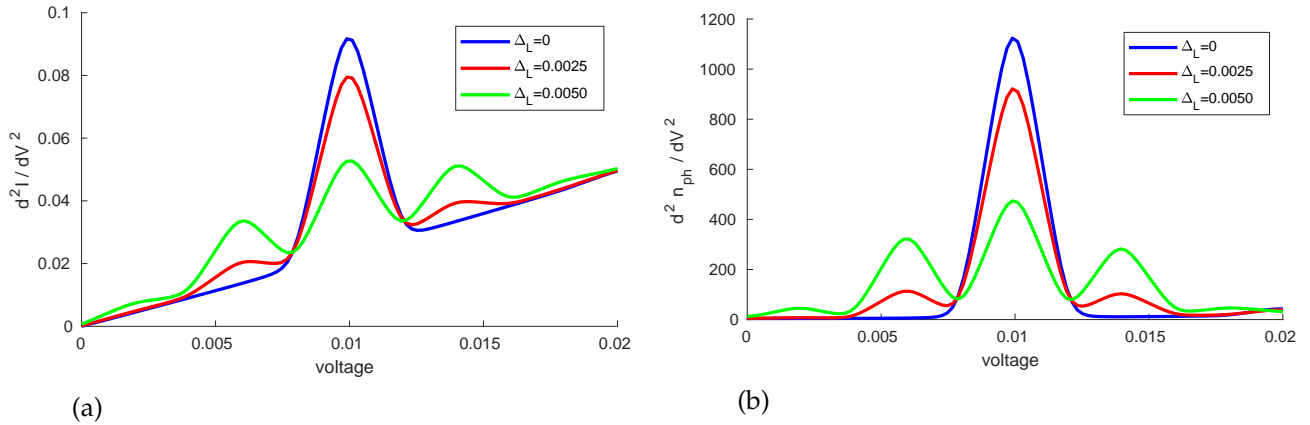 0.1
0.08
0.06
0.04
0.02
0
d²I / dV²
0 0.005 0.01 0.015 0.02
voltage
Δ_L=0
Δ_L=0.0025
Δ_L=0.0050
(a)
1200
1000
800
600
400
200
0
d² n_ph / dV²
0 0.005 0.01 0.015 0.02
voltage
Δ_L=0
Δ_L=0.0025
Δ_L=0.0050
(b)